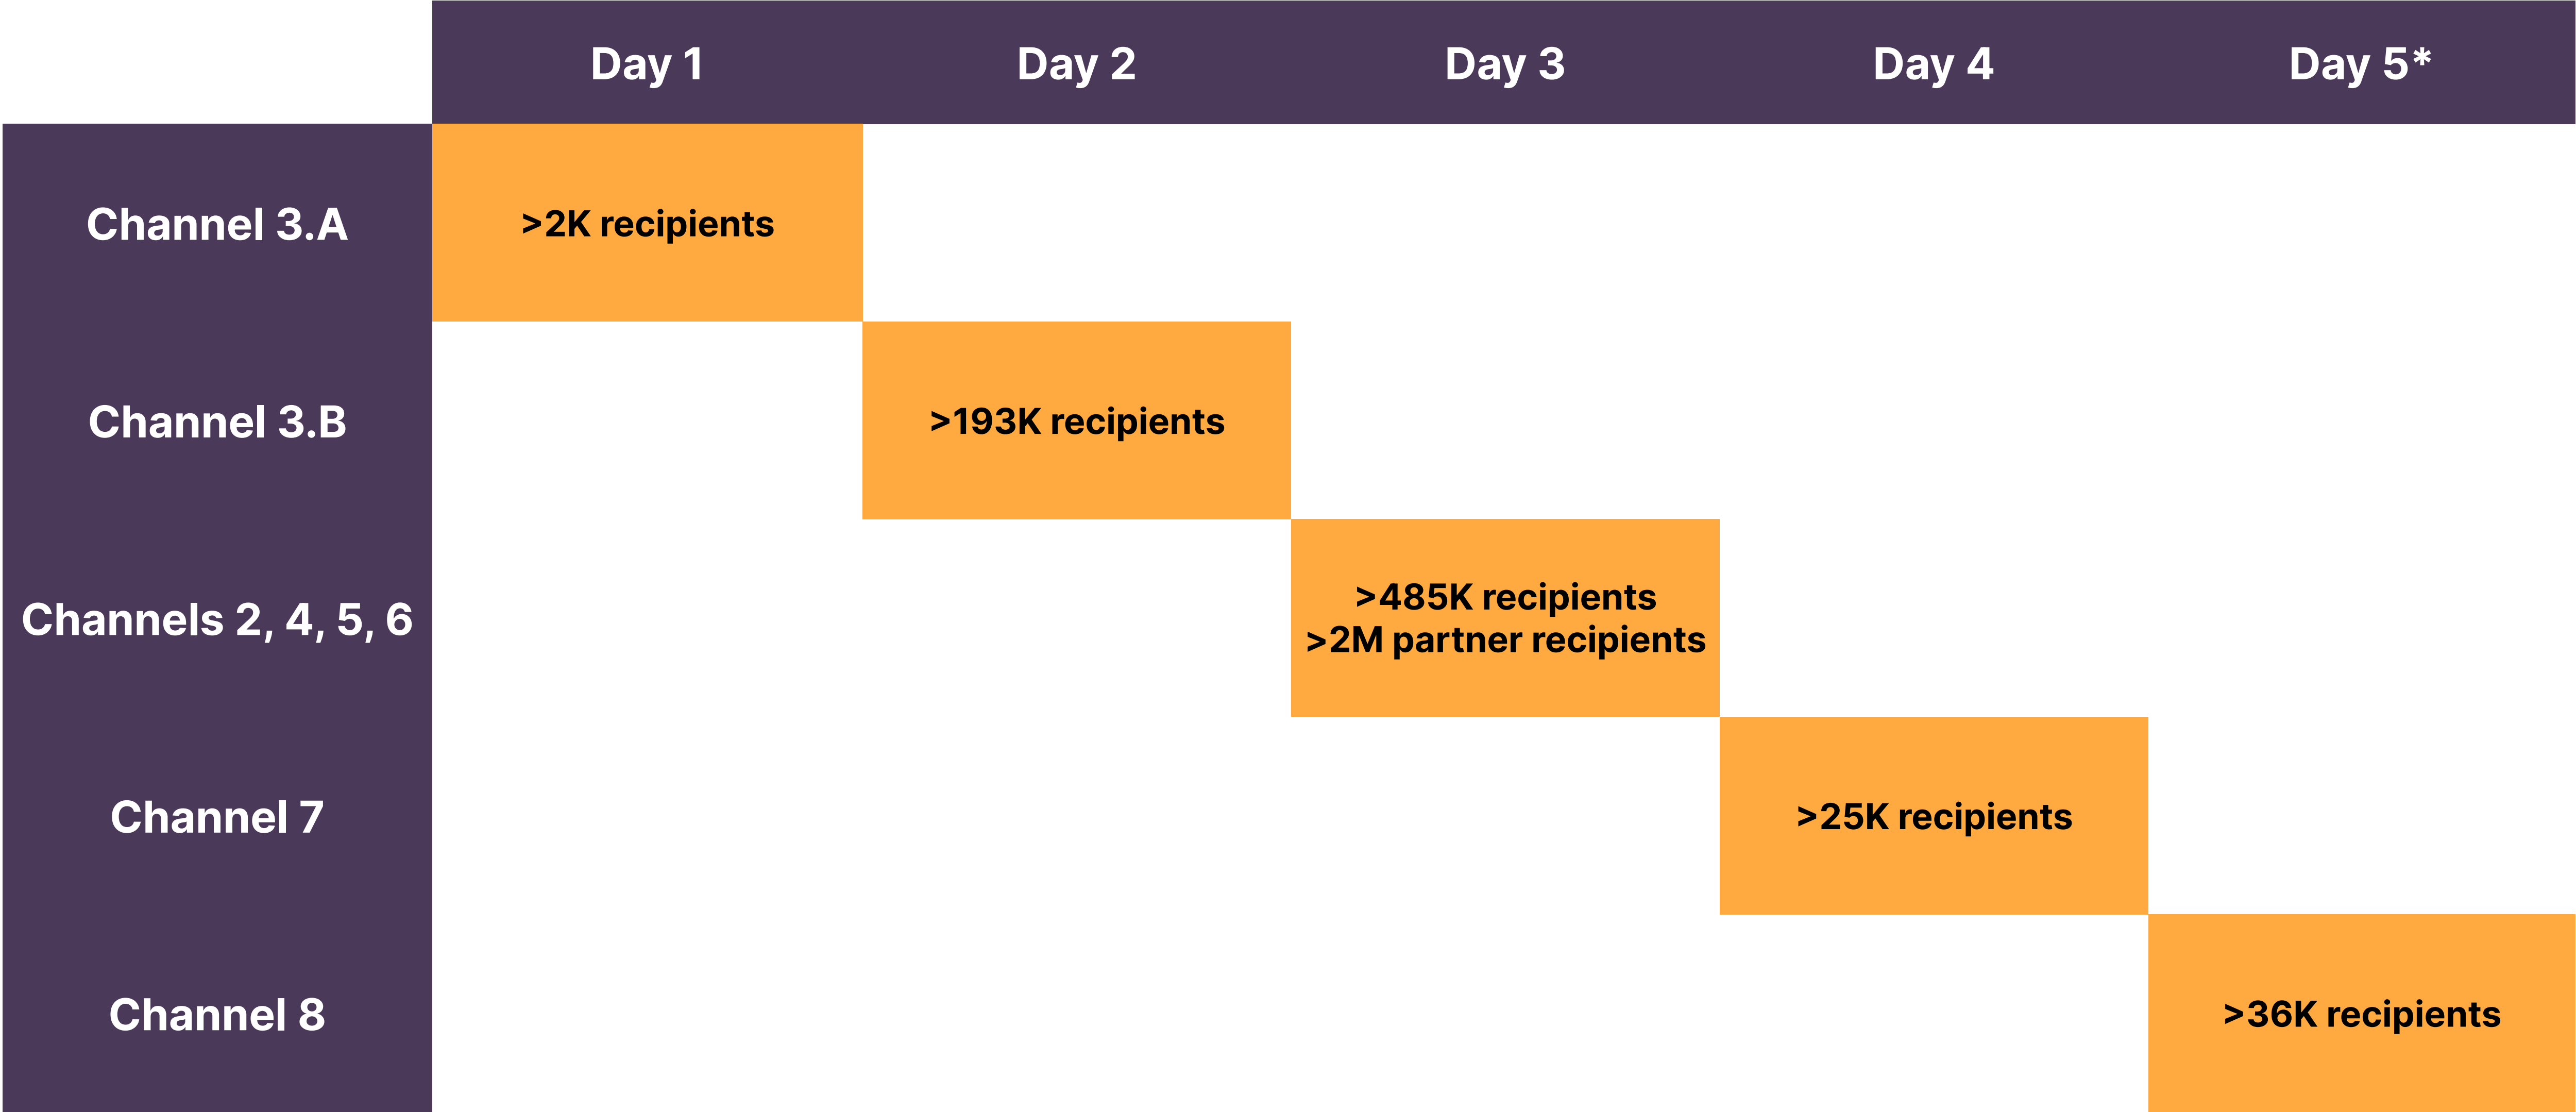 Day 1
Day 2
Day 3
Day 4
Day 5*
Channel 3.A
>2K recipients
Channel 3.B
>193K recipients
Channels 2, 4, 5, 6
>485K recipients
>2M partner recipients
Channel 7
>25K recipients
Channel 8
>36K recipients